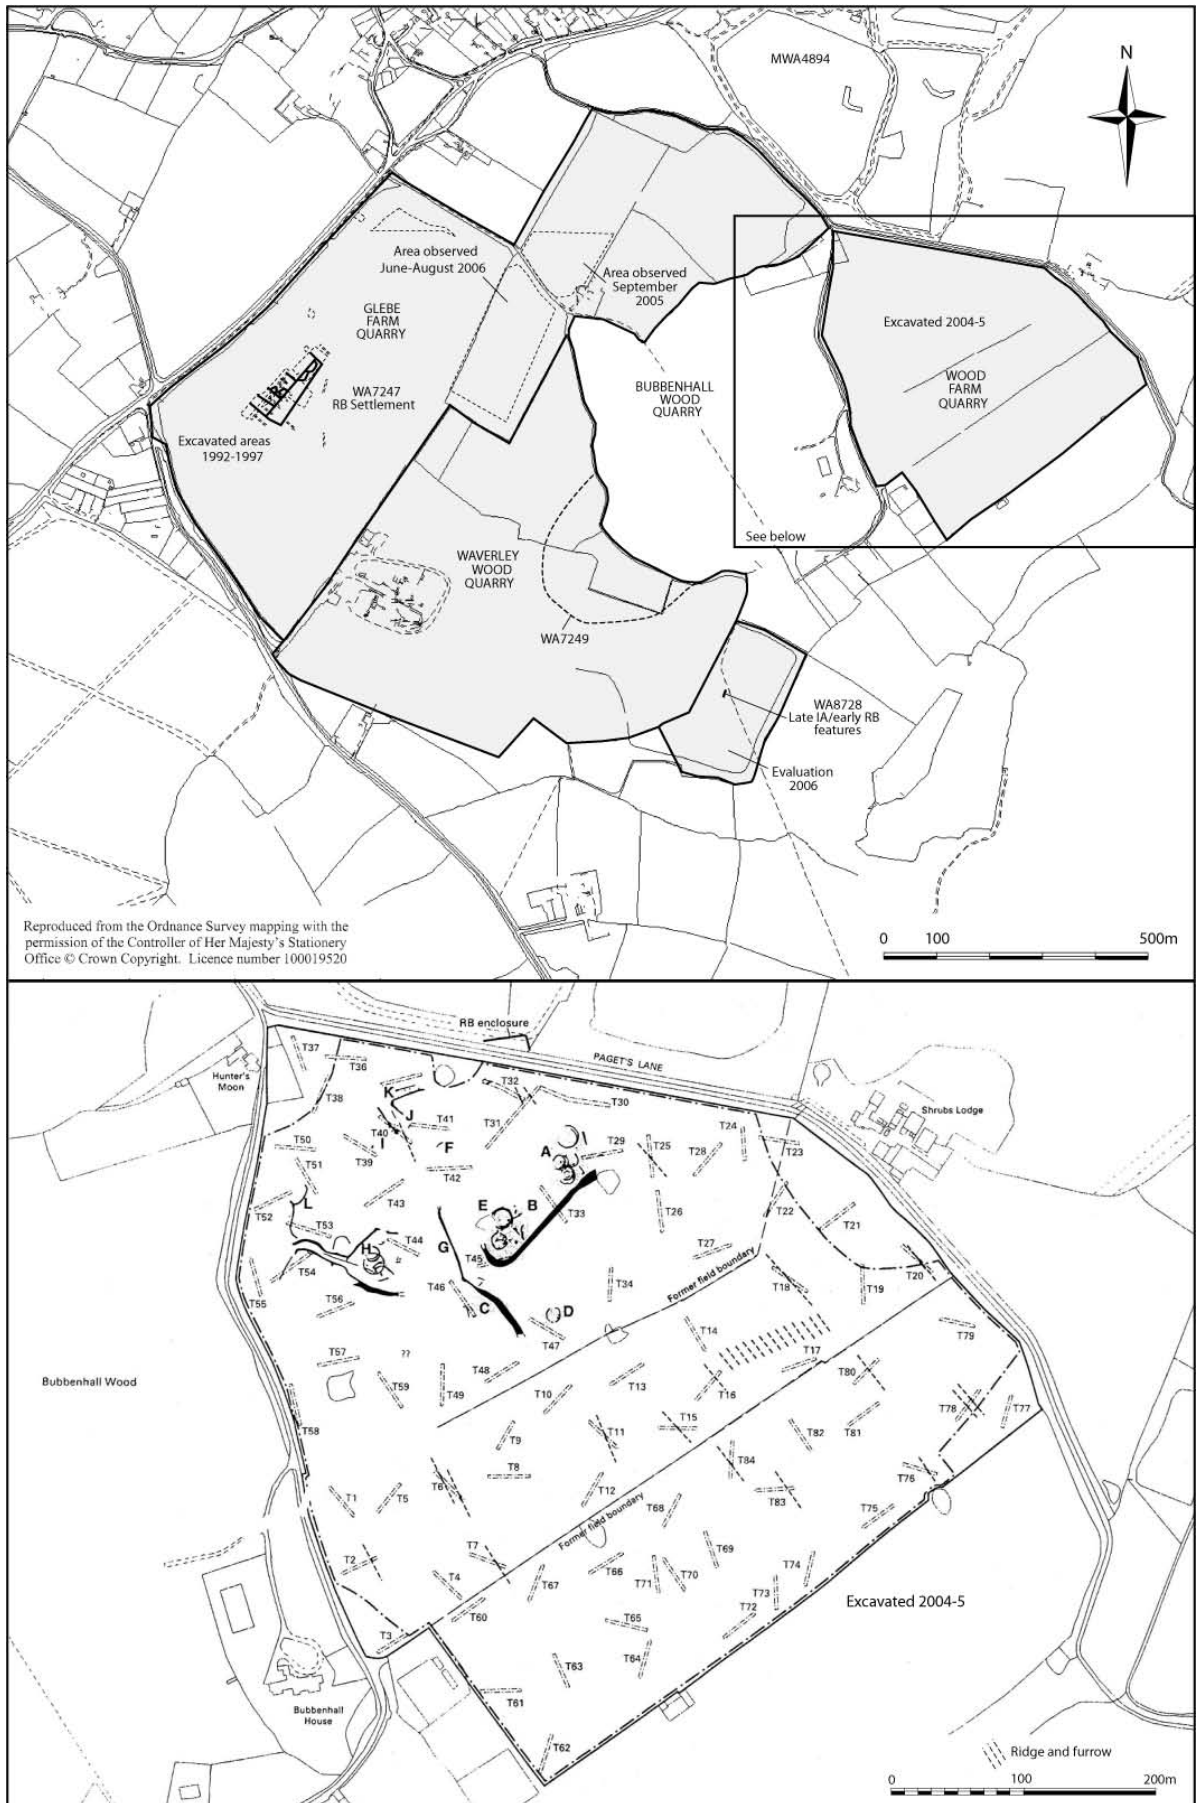 MWA4894
N
Area observed
June-August 2006
Area observed
September
2005
GLEBE
FARM
QUARRY
Excavated 2004-5
WOOD
FARM
QUARRY
BUBBENHALL
WOOD
QUARRY
WA7247
RB Settlement
Excavated areas
1992-1997
See below
WAVERLEY
WOOD
QUARRY
WA7249
WA8728
Late IA/early RB
features
Evaluation
2006
Reproduced from the Ordnance Survey mapping with the
permission of the Controller of Her Majesty's Stationery
Office © Crown Copyright. Licence number 100019520
0 100 500m
RB enclosure
PAGET'S LANE
Hunter's
Moon
Shrubs Lodge
T37
T36
T38
K
T32
T30
J
T41
T31
T40
I
F
T50
T39
T42
A
T29
T25
T28
T24
T23
T51
L
T43
T52
T53
E
B
T33
T26
T22
T21
H
T44
G
T45
T27
T54
T46
C
T34
T18
T19
T20
T55
T56
D
T47
Former field boundary
T14
T79
T57
??
T59
T49
T48
T10
T13
T16
T17
T80
Bubbenhall Wood
T58
T9
T11
T15
T82
T81
T78
T77
T8
T84
T1
T5
T6
T12
T83
T76
T68
T75
Former field boundary
T2
T7
T4
T67
T66
T71
T70
T69
T74
T73
T72
T60
T65
T3
T64
T63
T61
T62
Excavated 2004-5
Bubbenhall
House
Ridge and furrow
0 100 200m